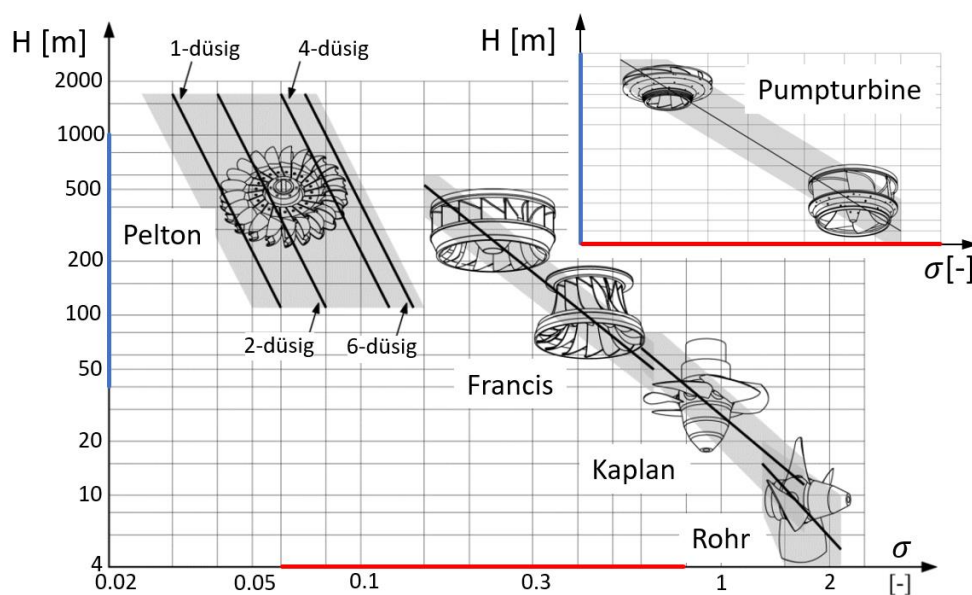 H [m]
1-düsig
4-düsig
2000
1000
500
200
100
50
20
10
4
Pelton
2-düsig
6-düsig
Francis
Kaplan
Rohr
σ
[-]
0.02
0.05
0.1
0.3
1
2
H [m]
Pumpturbine
σ[-]